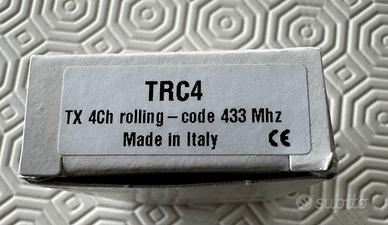 TRC4
TX 4Ch rolling-code 433 Mhz
Made in Italy CE
subito